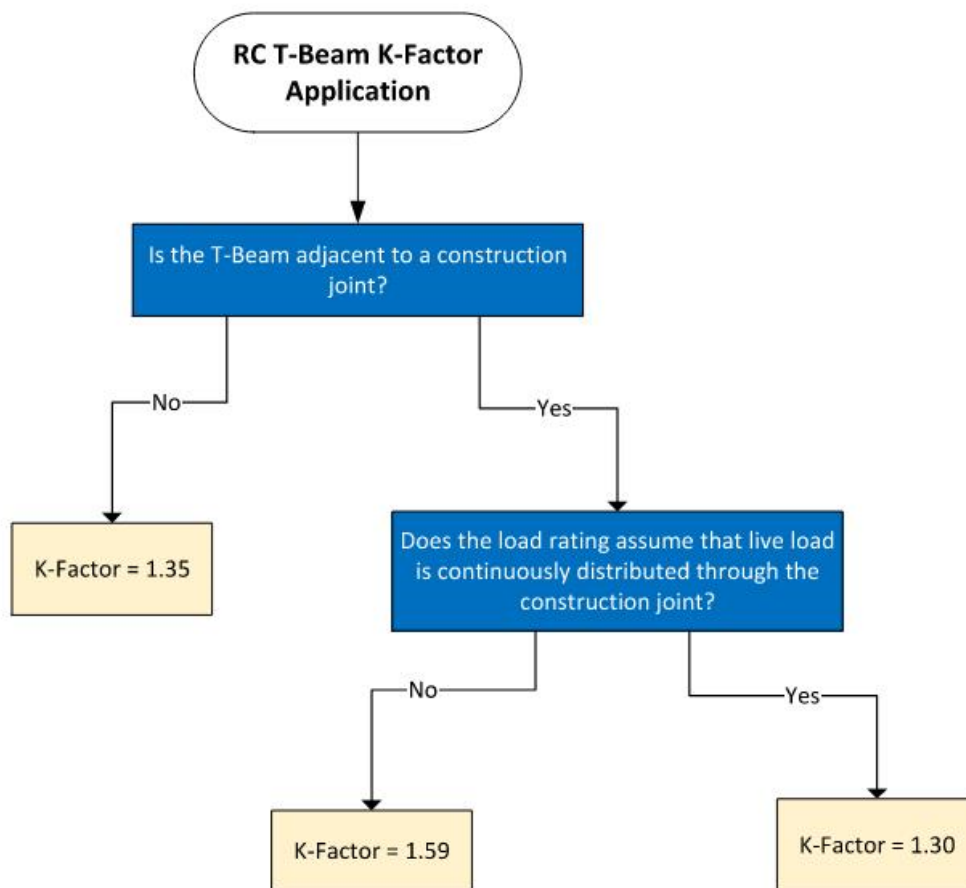 RC T-Beam K-Factor
Application
Is the T-Beam adjacent to a construction
joint?
No
Yes
K-Factor = 1.35
Does the load rating assume that live load
is continuously distributed through the
construction joint?
No
Yes
K-Factor = 1.59
K-Factor = 1.30